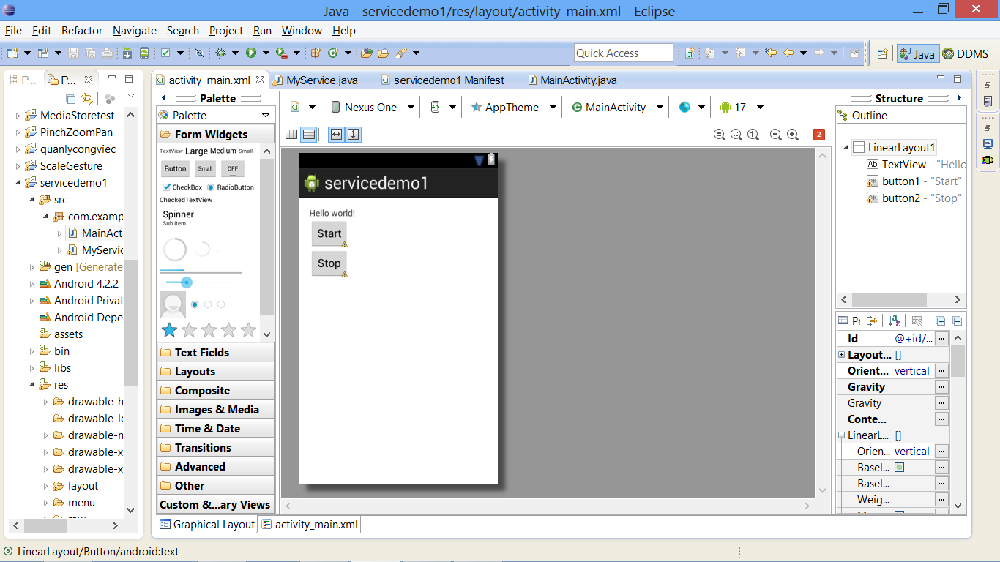 Java - servicedemo1/res/layout/activity_main.xml - Eclipse
File Edit Refactor Navigate Search Project Run Window Help
Quick Access
Java
DDMS
P...
P...
MediaStoretest
PinchZoomPan
quanlycongviec
ScaleGesture
servicedemo1
src
com.examp
MainAct
MyServic
gen [Generate
Android 4.2.2
Android Privat
Android Depe
assets
bin
libs
res
drawable-h
drawable-lo
drawable-m
drawable-x
drawable-x
layout
menu
activity_main.xml
MyService.java
servicedemo1 Manifest
MainActivity.java
Palette
Palette
Form Widgets
TextView Large Medium Small
Button Small OFF
CheckBox RadioButton
CheckedTextView
Spinner
Sub Item
Text Fields
Layouts
Composite
Images & Media
Time & Date
Transitions
Advanced
Other
Custom &...ary Views
Nexus One
AppTheme
MainActivity
17
1
2
servicedemo1
Hello world!
Start
Stop
Graphical Layout
activity_main.xml
Structure
Outline
LinearLayout1
Ab TextView - "Hello
OK button1 - "Start"
OK button2 - "Stop"
Id @+id/... ...
Layout... []
Orient... vertical ...
Gravity ...
Gravity ...
Conte... ...
LinearL... []
Orien... vertical ...
Basel... ...
Basel... ...
Weig... ...
LinearLayout/Button/android:text